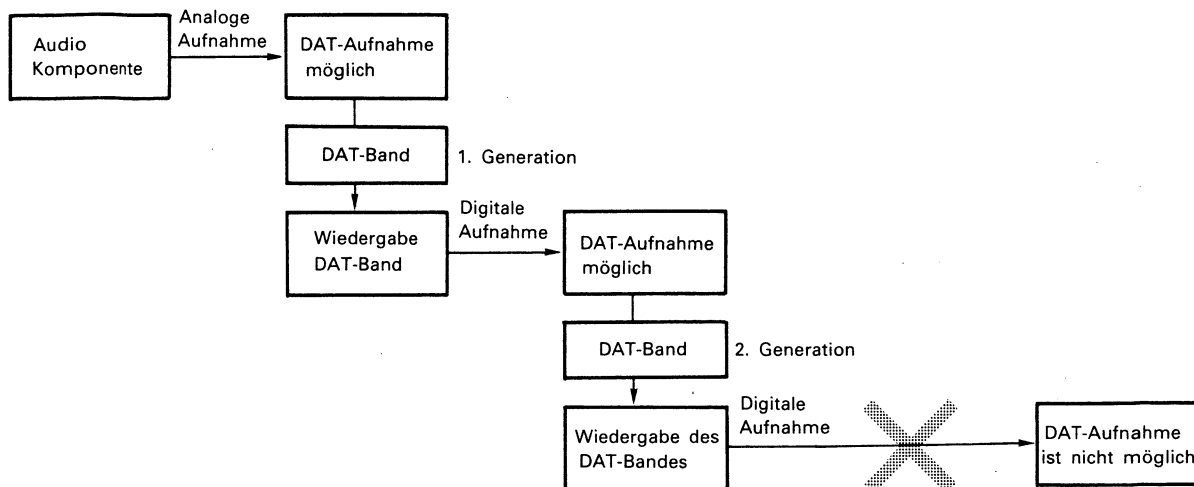 Audio
Komponente
Analoge
Aufnahme
DAT-Aufnahme
möglich
DAT-Band
1. Generation
Wiedergabe
DAT-Band
Digitale
Aufnahme
DAT-Aufnahme
möglich
DAT-Band
2. Generation
Wiedergabe des
DAT-Bandes
Digitale
Aufnahme
DAT-Aufnahme
ist nicht möglich